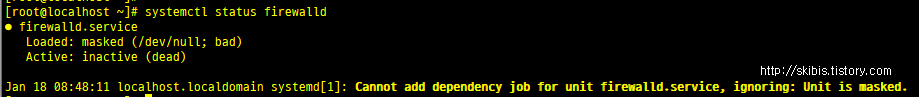 [root@localhost ~]# systemctl status firewalld
● firewalld.service
Loaded: masked (/dev/null; bad)
Active: inactive (dead)
http://skibis.tistory.com
Jan 18 08:48:11 localhost.localdomain systemd[1]: Cannot add dependency job for unit firewalld.service, ignoring: Unit is masked.